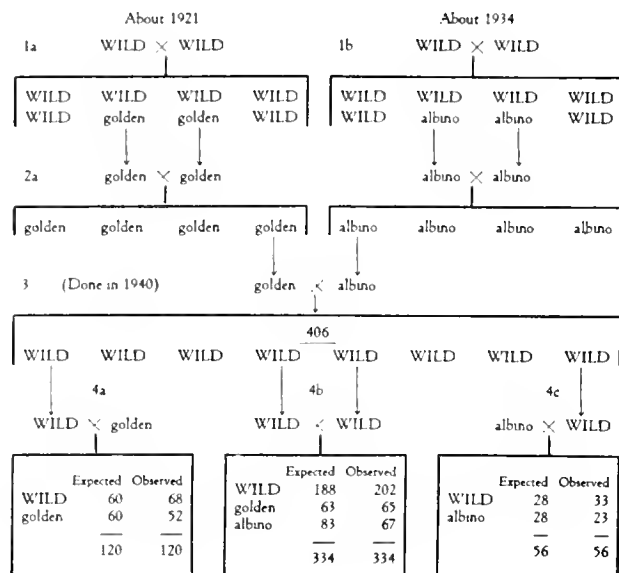 About 1921 About 1934
1a WILD × WILD 1b WILD × WILD
WILD WILD WILD WILD WILD WILD WILD WILD
WILD golden golden WILD WILD albino albino WILD
2a golden × golden albino × albino
golden golden golden golden albino albino albino albino
3 (Done in 1940) golden × albino
406
WILD WILD WILD WILD WILD WILD WILD WILD
4a 4b 4c
WILD × golden WILD × WILD albino × WILD
Expected Observed
WILD 60 68
golden 60 52
120 120
Expected Observed
WILD 188 202
golden 63 65
albino 83 67
334 334
Expected Observed
WILD 28 33
albino 28 23
56 56